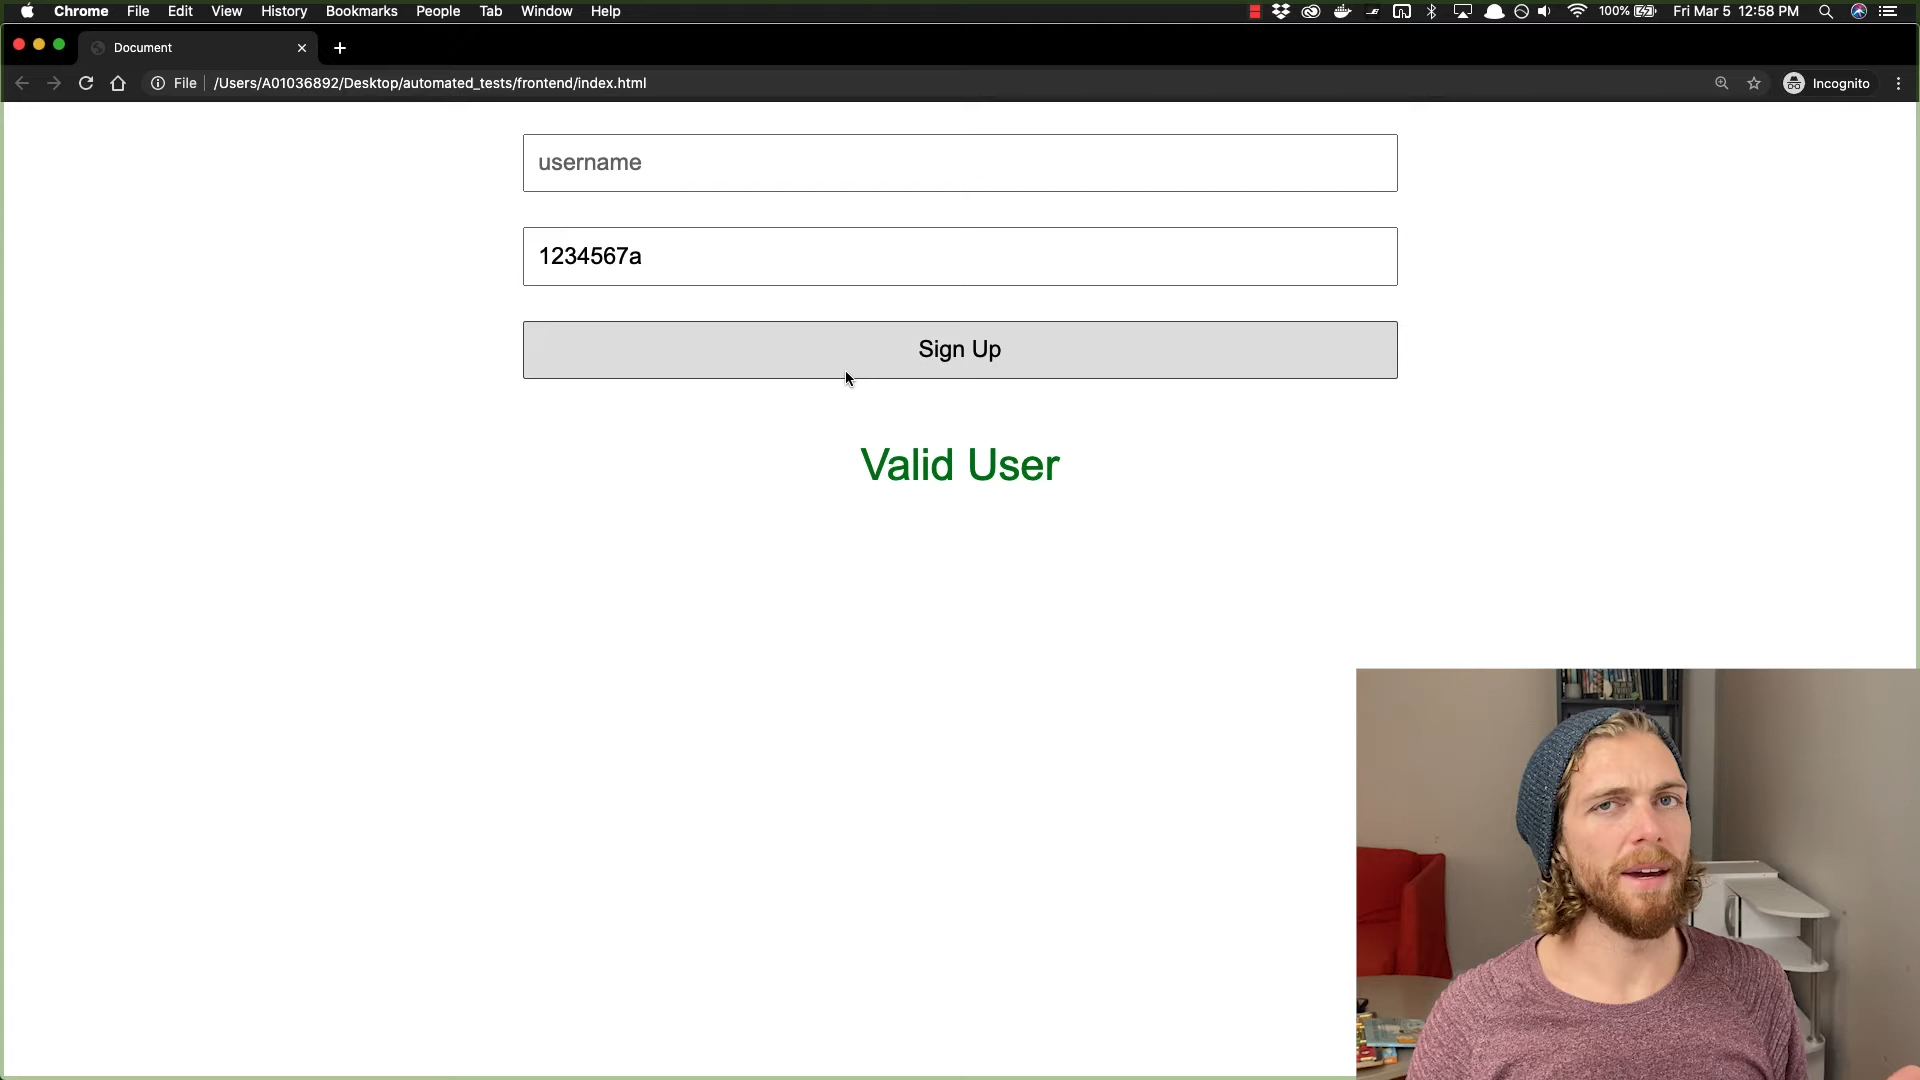 Chrome File Edit View History Bookmarks People Tab Window Help 100% Fri Mar 5 12:58 PM
Document
File /Users/A01036892/Desktop/automated_tests/frontend/index.html Incognito
username
1234567a
Sign Up
Valid User